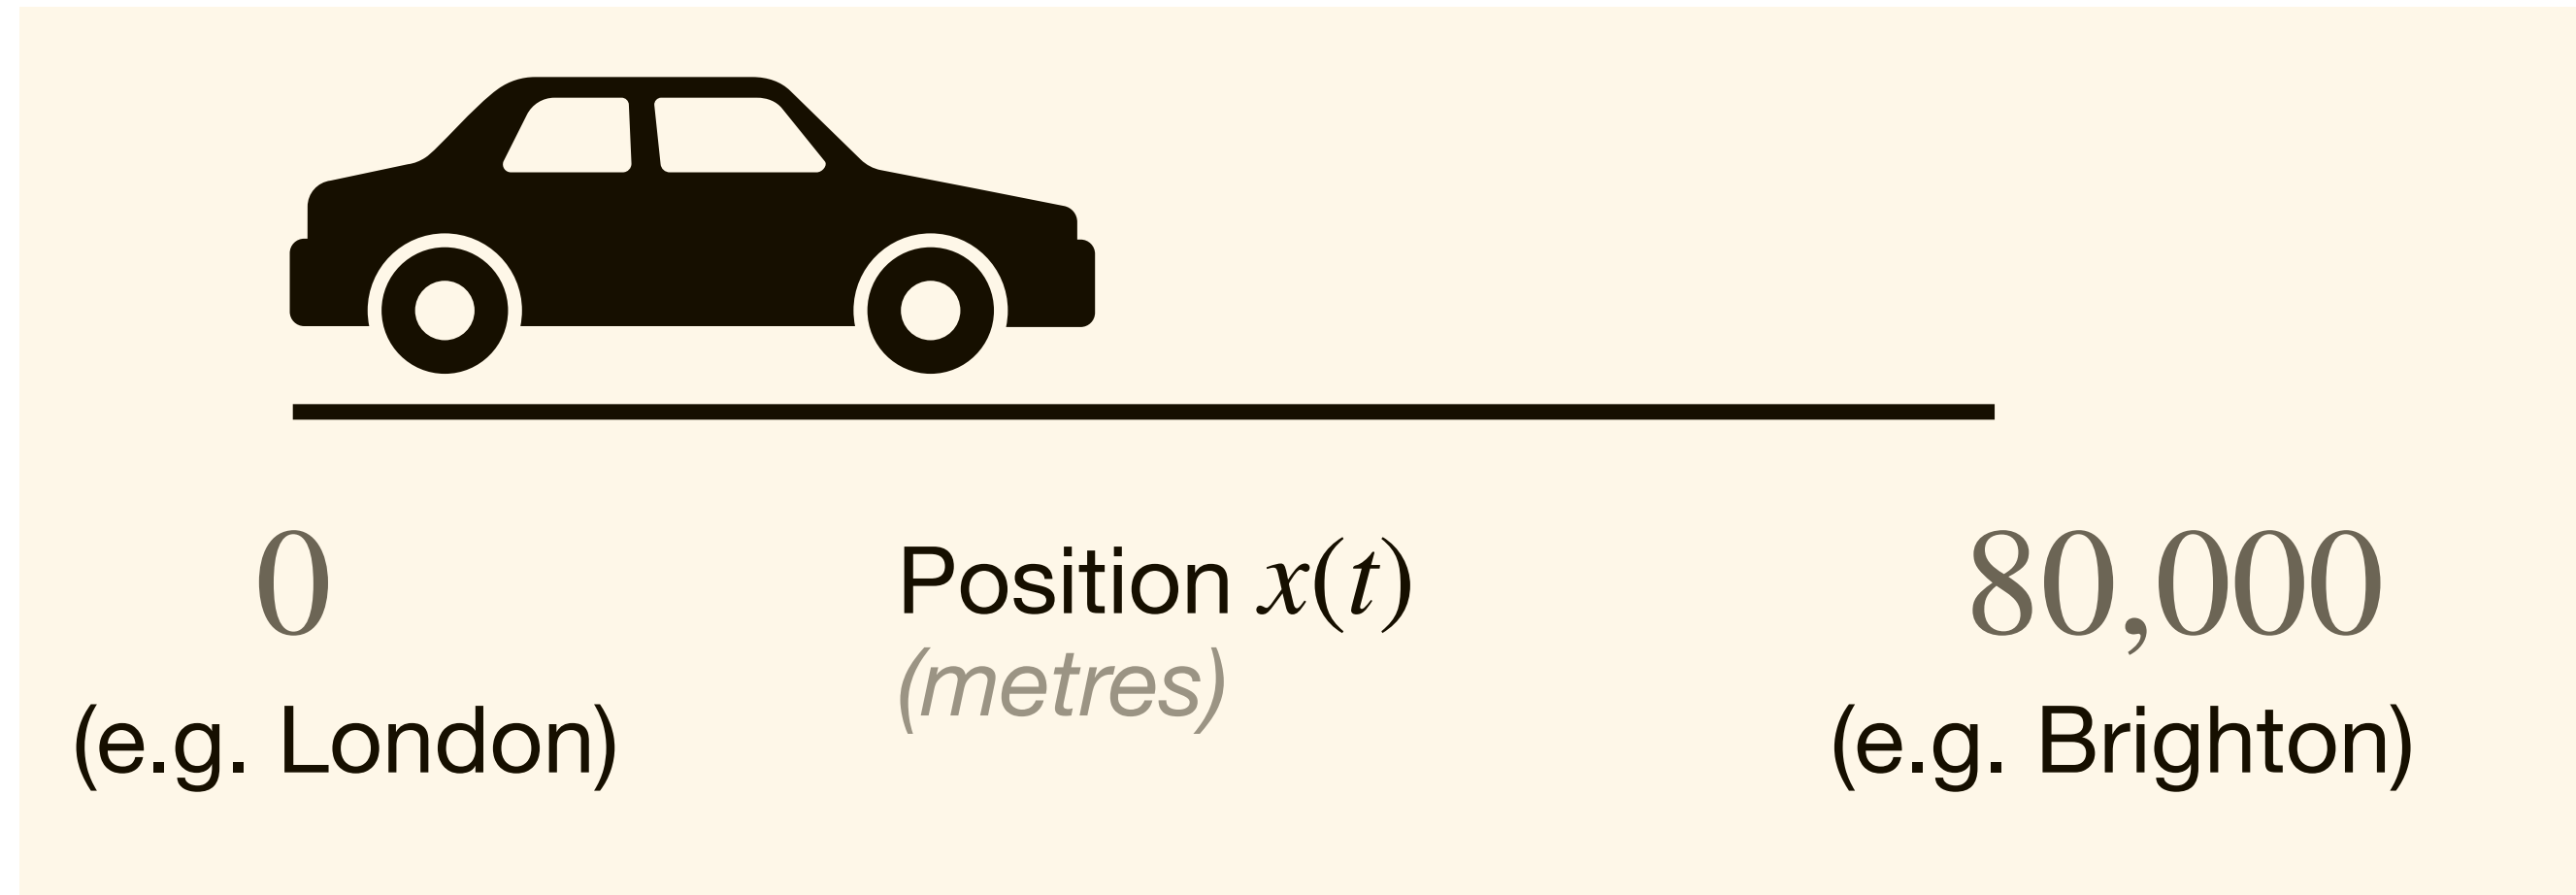 0
Position x(t)
(metres)
80,000
(e.g. London)
(e.g. Brighton)